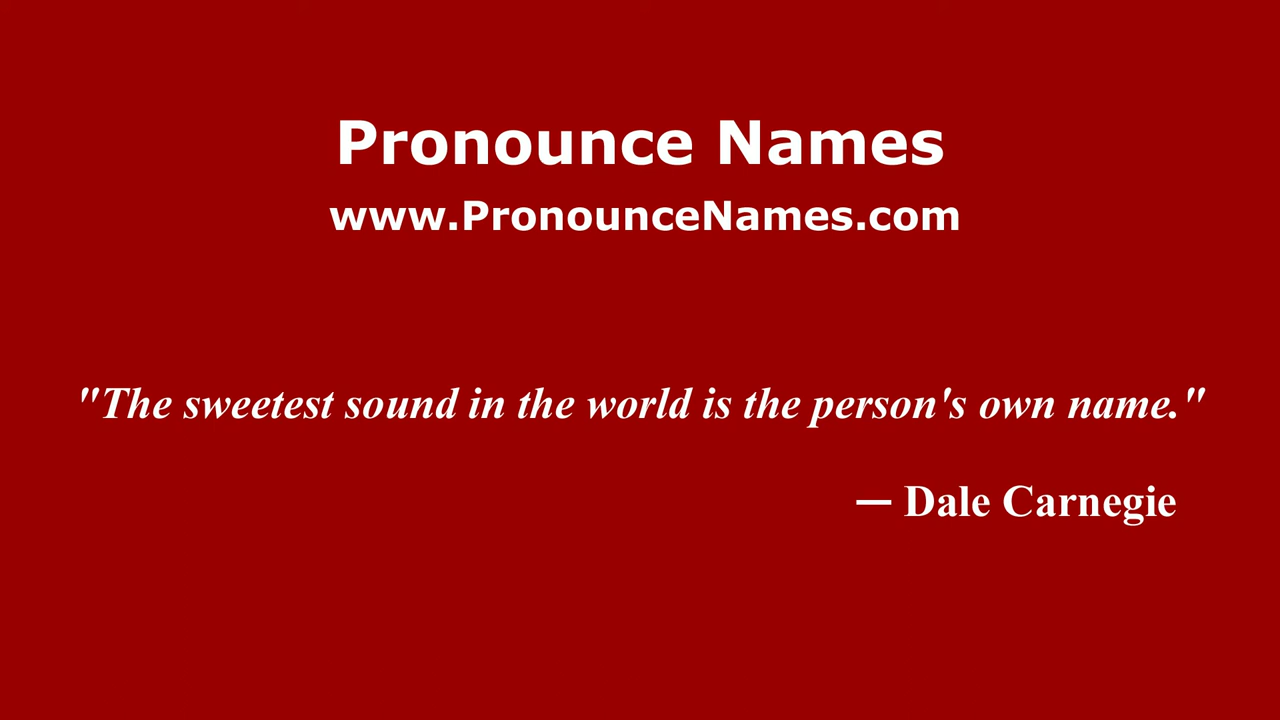 Pronounce Names
www.PronounceNames.com
"The sweetest sound in the world is the person's own name."
— Dale Carnegie